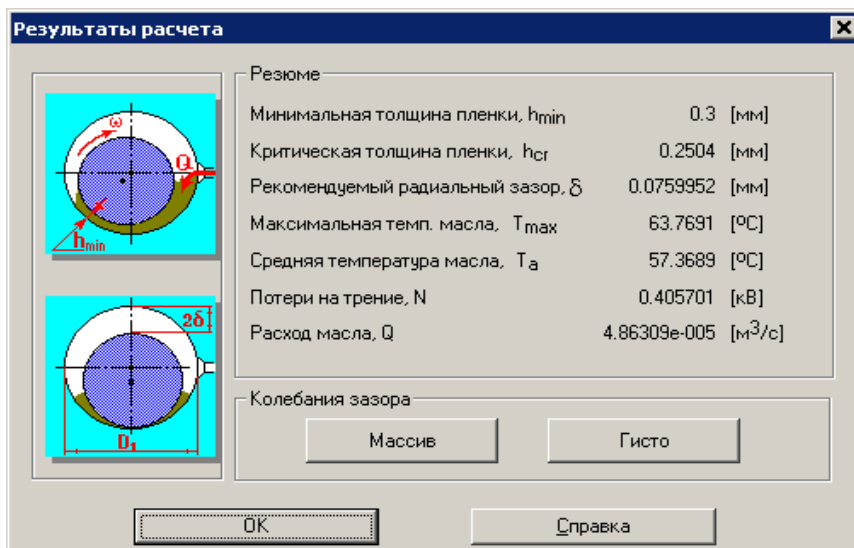 Результаты расчета
ω
Q
hmin
2δ
D1
Резюме
Минимальная толщина пленки, hmin 0.3 [мм]
Критическая толщина пленки, hcr 0.2504 [мм]
Рекомендуемый радиальный зазор, δ 0.0759952 [мм]
Максимальная темп. масла, Tmax 63.7691 [ºC]
Средняя температура масла, Ta 57.3689 [ºC]
Потери на трение, N 0.405701 [кВ]
Расход масла, Q 4.86309e-005 [м3/с]
Колебания зазора
Массив Гисто
OK Справка